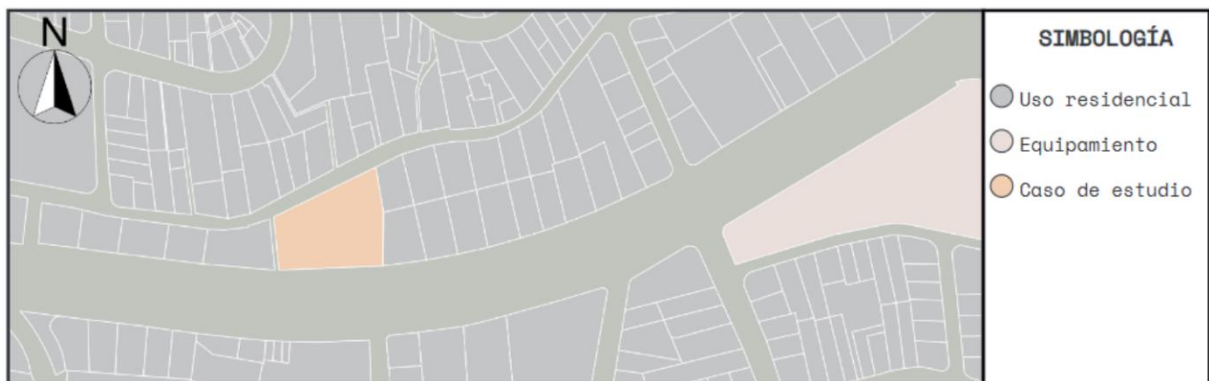 N
SIMBOLOGÍA
Uso residencial
Equipamiento
Caso de estudio